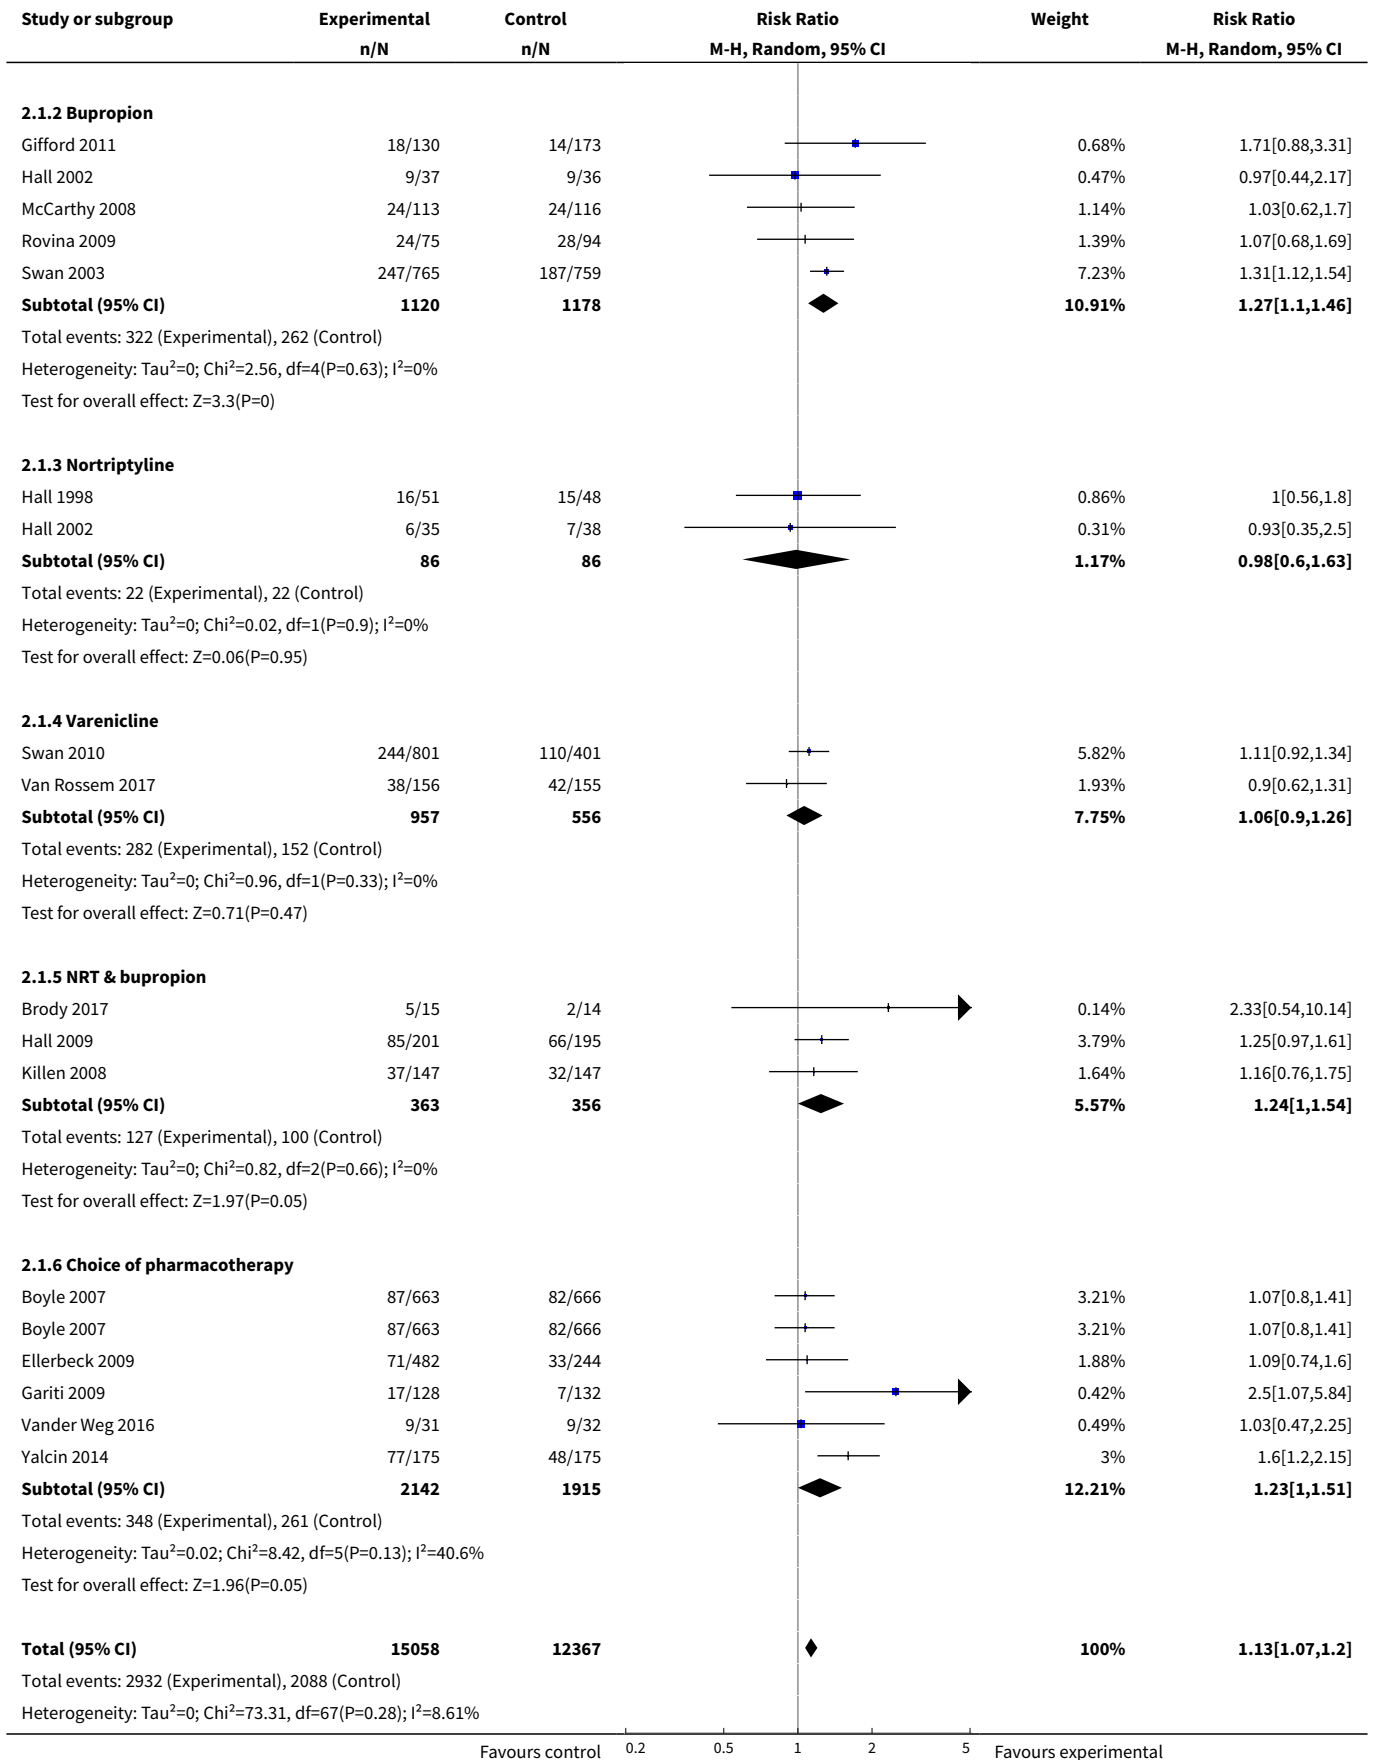 Study or subgroup Experimental Control Risk Ratio Weight Risk Ratio
n/N n/N M-H, Random, 95% CI M-H, Random, 95% CI
2.1.2 Bupropion
Gifford 2011 18/130 14/173 0.68% 1.71[0.88,3.31]
Hall 2002 9/37 9/36 0.47% 0.97[0.44,2.17]
McCarthy 2008 24/113 24/116 1.14% 1.03[0.62,1.7]
Rovina 2009 24/75 28/94 1.39% 1.07[0.68,1.69]
Swan 2003 247/765 187/759 7.23% 1.31[1.12,1.54]
Subtotal (95% CI) 1120 1178 10.91% 1.27[1.1,1.46]
Total events: 322 (Experimental), 262 (Control)
Heterogeneity: Tau²=0; Chi²=2.56, df=4(P=0.63); I²=0%
Test for overall effect: Z=3.3(P=0)
2.1.3 Nortriptyline
Hall 1998 16/51 15/48 0.86% 1[0.56,1.8]
Hall 2002 6/35 7/38 0.31% 0.93[0.35,2.5]
Subtotal (95% CI) 86 86 1.17% 0.98[0.6,1.63]
Total events: 22 (Experimental), 22 (Control)
Heterogeneity: Tau²=0; Chi²=0.02, df=1(P=0.9); I²=0%
Test for overall effect: Z=0.06(P=0.95)
2.1.4 Varenicline
Swan 2010 244/801 110/401 5.82% 1.11[0.92,1.34]
Van Rossem 2017 38/156 42/155 1.93% 0.9[0.62,1.31]
Subtotal (95% CI) 957 556 7.75% 1.06[0.9,1.26]
Total events: 282 (Experimental), 152 (Control)
Heterogeneity: Tau²=0; Chi²=0.96, df=1(P=0.33); I²=0%
Test for overall effect: Z=0.71(P=0.47)
2.1.5 NRT & bupropion
Brody 2017 5/15 2/14 0.14% 2.33[0.54,10.14]
Hall 2009 85/201 66/195 3.79% 1.25[0.97,1.61]
Killen 2008 37/147 32/147 1.64% 1.16[0.76,1.75]
Subtotal (95% CI) 363 356 5.57% 1.24[1,1.54]
Total events: 127 (Experimental), 100 (Control)
Heterogeneity: Tau²=0; Chi²=0.82, df=2(P=0.66); I²=0%
Test for overall effect: Z=1.97(P=0.05)
2.1.6 Choice of pharmacotherapy
Boyle 2007 87/663 82/666 3.21% 1.07[0.8,1.41]
Boyle 2007 87/663 82/666 3.21% 1.07[0.8,1.41]
Ellerbeck 2009 71/482 33/244 1.88% 1.09[0.74,1.6]
Gariti 2009 17/128 7/132 0.42% 2.5[1.07,5.84]
Vander Weg 2016 9/31 9/32 0.49% 1.03[0.47,2.25]
Yalcin 2014 77/175 48/175 3% 1.6[1.2,2.15]
Subtotal (95% CI) 2142 1915 12.21% 1.23[1,1.51]
Total events: 348 (Experimental), 261 (Control)
Heterogeneity: Tau²=0.02; Chi²=8.42, df=5(P=0.13); I²=40.6%
Test for overall effect: Z=1.96(P=0.05)
Total (95% CI) 15058 12367 100% 1.13[1.07,1.2]
Total events: 2932 (Experimental), 2088 (Control)
Heterogeneity: Tau²=0; Chi²=73.31, df=67(P=0.28); I²=8.61%
Favours control 0.2 0.5 1 2 5 Favours experimental